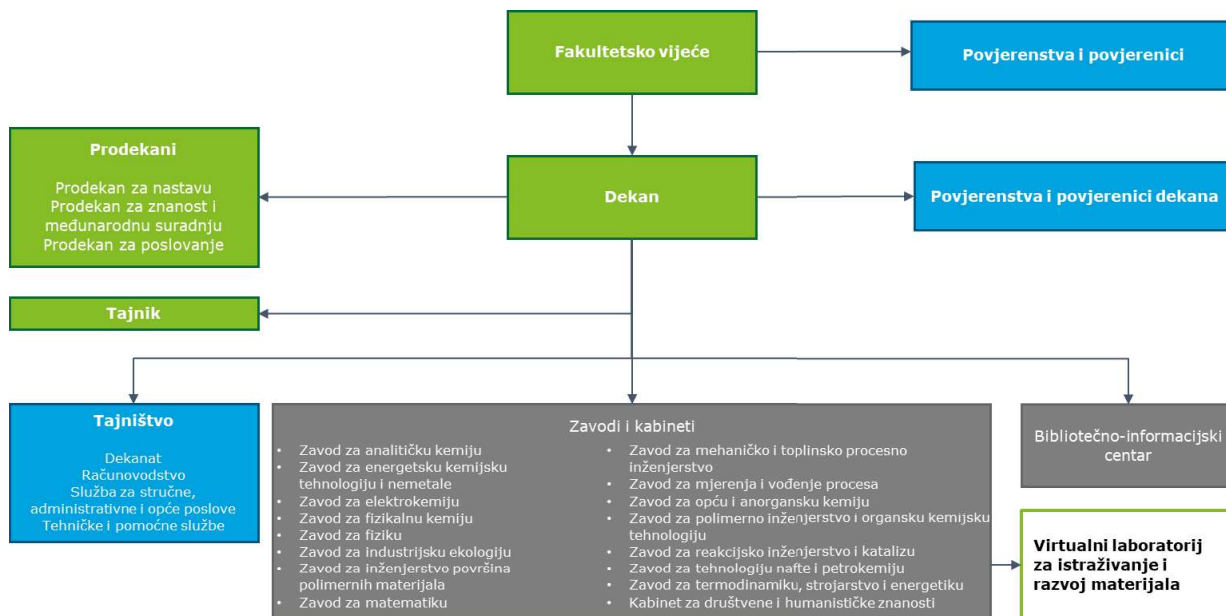 Fakultetsko vijeće
Povjerenstva i povjerenici
Prodekani
Prodekan za nastavu
Prodekan za znanost i
međunarodnu suradnju
Prodekan za poslovanje
Dekan
Povjerenstva i povjerenici dekana
Tajnik
Tajništvo
Dekanat
Računovodstvo
Služba za stručne,
administrativne i opće poslove
Tehničke i pomoćne službe
Zavodi i kabineti
• Zavod za analitičku kemiju
• Zavod za energetsku kemijsku
tehnologiju i nemetale
• Zavod za elektrokemiju
• Zavod za fizikalnu kemiju
• Zavod za fiziku
• Zavod za industrijsku ekologiju
• Zavod za inženjerstvo površina
polimernih materijala
• Zavod za matematiku
• Zavod za mehaničko i toplinsko procesno
inženjerstvo
• Zavod za mjerenja i vođenje procesa
• Zavod za opću i anorgansku kemiju
• Zavod za polimerno inženjerstvo i organsku kemijsku
tehnologiju
• Zavod za reakcijsko inženjerstvo i katalizu
• Zavod za tehnologiju nafte i petrokemiju
• Zavod za termodinamiku, strojarstvo i energetiku
• Kabinet za društvene i humanističke znanosti
Bibliotečno-informacijski
centar
Virtualni laboratorij
za istraživanje i
razvoj materijala